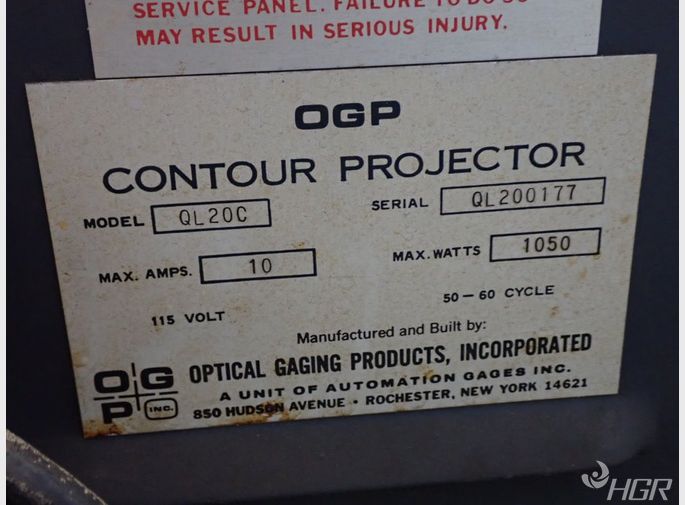 SERVICE PANEL. FAILURE TO DO SO
MAY RESULT IN SERIOUS INJURY.
OGP
CONTOUR PROJECTOR
MODEL QL20C SERIAL QL200177
MAX. AMPS. 10 MAX. WATTS 1050
115 VOLT 50-60 CYCLE
Manufactured and Built by:
OGP INC. OPTICAL GAGING PRODUCTS, INCORPORATED
A UNIT OF AUTOMATION GAGES INC.
850 HUDSON AVENUE · ROCHESTER, NEW YORK 14621
HGR